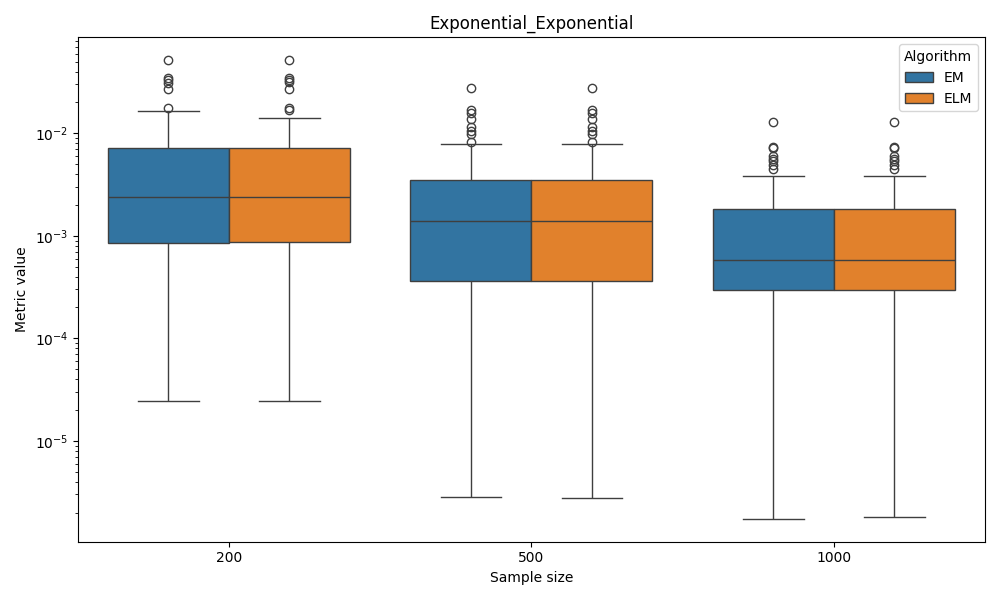 Exponential_Exponential
Algorithm
EM
ELM
Metric value
10⁻²
10⁻³
10⁻⁴
10⁻⁵
200
500
1000
Sample size